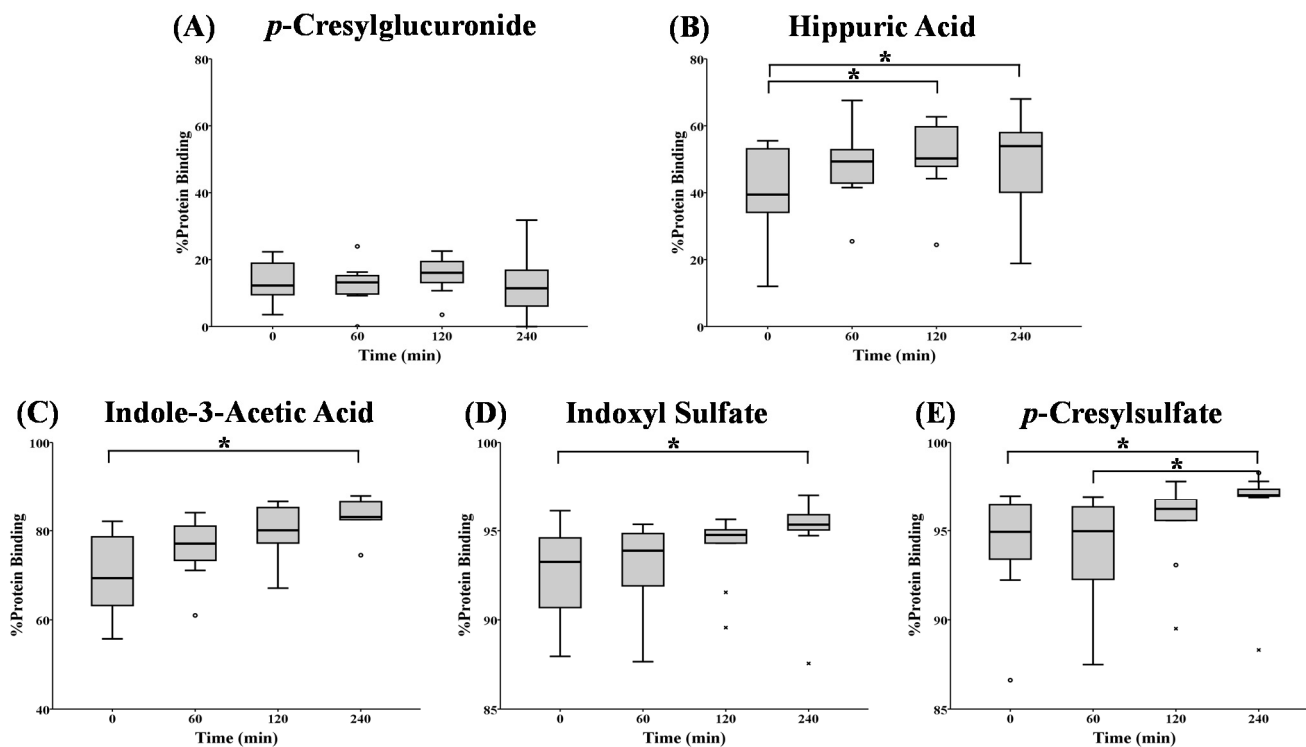 (A) p-Cresylglucuronide
80
60
40
20
0
%Protein Binding
0 60 120 240
Time (min)
(B) Hippuric Acid
80
60
40
20
0
%Protein Binding
*
*
0 60 120 240
Time (min)
(C) Indole-3-Acetic Acid
100
80
60
40
%Protein Binding
*
0 60 120 240
Time (min)
(D) Indoxyl Sulfate
100
95
90
85
%Protein Binding
*
0 60 120 240
Time (min)
(E) p-Cresylsulfate
100
95
90
85
%Protein Binding
*
*
0 60 120 240
Time (min)